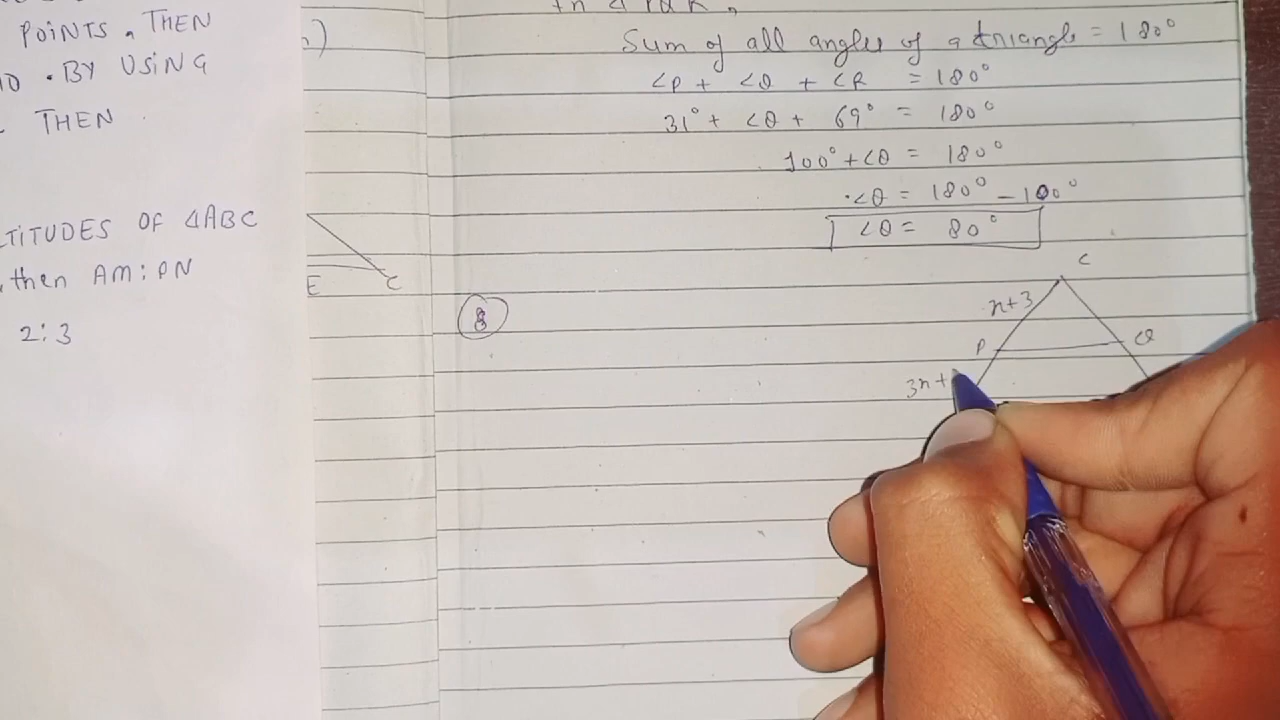 POINTS, THEN
. BY USING
THEN
TITUDES OF ΔABC
, then AM : PN
2:3
E
C
Sum of all angles of a triangle = 180°
∠P + ∠Q + ∠R = 180°
31° + ∠Q + 69° = 180°
100° + ∠Q = 180°
∠Q = 180° - 100°
∠Q = 80°
8
C
x+3
P
Q
3x+